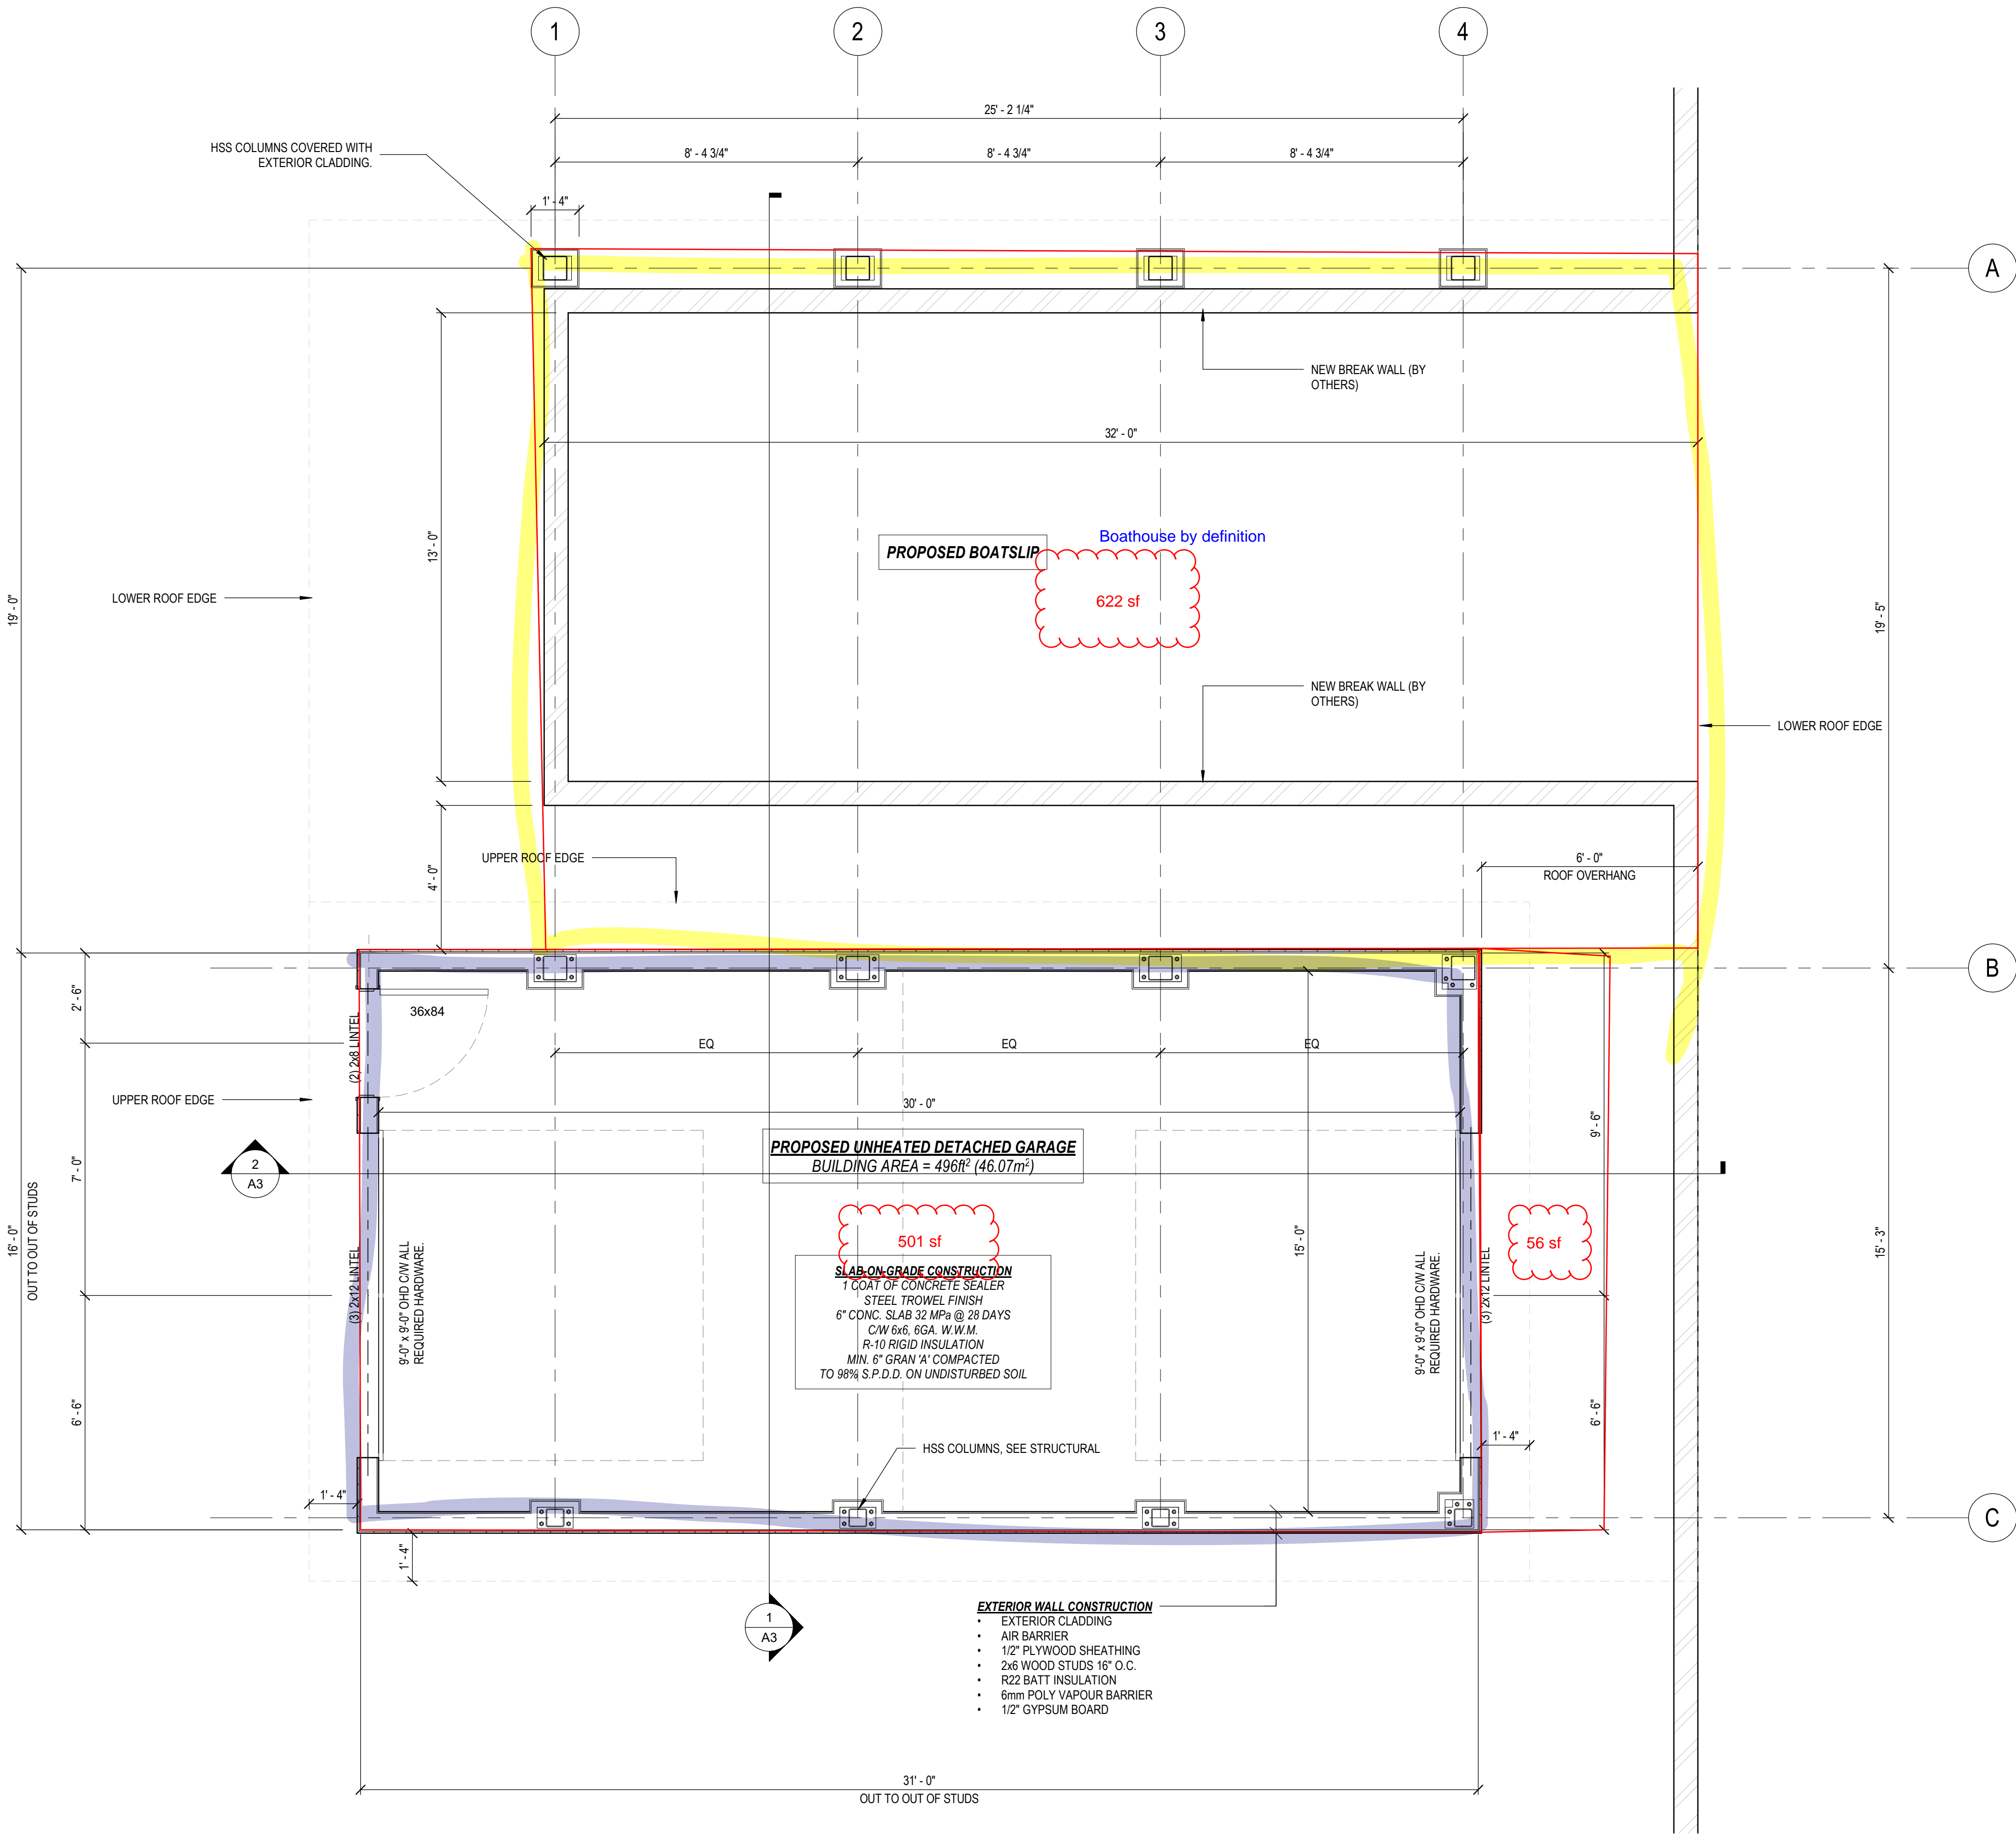 1
2
3
4
25' - 2 1/4"
8' - 4 3/4"
8' - 4 3/4"
8' - 4 3/4"
HSS COLUMNS COVERED WITH
EXTERIOR CLADDING.
1' - 4"
A
19' - 0"
13' - 0"
NEW BREAK WALL (BY
OTHERS)
32' - 0"
Boathouse by definition
PROPOSED BOATSLIP
622 sf
LOWER ROOF EDGE
19' - 5"
NEW BREAK WALL (BY
OTHERS)
LOWER ROOF EDGE
4' - 0"
UPPER ROOF EDGE
6' - 0"
ROOF OVERHANG
B
2' - 6"
36x84
(2) 2x8 LINTEL
EQ
EQ
EQ
UPPER ROOF EDGE
30' - 0"
9' - 6"
PROPOSED UNHEATED DETACHED GARAGE
BUILDING AREA = 496ft² (46.07m²)
2
A3
7' - 0"
16' - 0"
OUT TO OUT OF STUDS
501 sf
56 sf
15' - 0"
15' - 3"
(3) 2x12 LINTEL
9'-0" x 9'-0" OHD C/W ALL
REQUIRED HARDWARE.
SLAB-ON-GRADE CONSTRUCTION
1 COAT OF CONCRETE SEALER
STEEL TROWEL FINISH
6" CONC. SLAB 32 MPa @ 28 DAYS
C/W 6x6, 6GA. W.W.M.
R-10 RIGID INSULATION
MIN. 6" GRAN 'A' COMPACTED
TO 98% S.P.D.D. ON UNDISTURBED SOIL
9'-0" x 9'-0" OHD C/W ALL
REQUIRED HARDWARE.
(3) 2x12 LINTEL
6' - 6"
6' - 6"
HSS COLUMNS, SEE STRUCTURAL
1' - 4"
1' - 4"
C
1' - 4"
1
A3
EXTERIOR WALL CONSTRUCTION
• EXTERIOR CLADDING
• AIR BARRIER
• 1/2" PLYWOOD SHEATHING
• 2x6 WOOD STUDS 16" O.C.
• R22 BATT INSULATION
• 6mm POLY VAPOUR BARRIER
• 1/2" GYPSUM BOARD
31' - 0"
OUT TO OUT OF STUDS